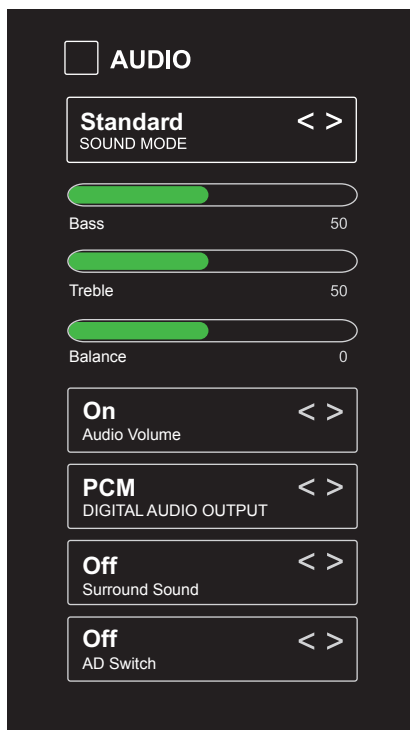 AUDIO
Standard < >
SOUND MODE
Bass 50
Treble 50
Balance 0
On < >
Audio Volume
PCM < >
DIGITAL AUDIO OUTPUT
Off < >
Surround Sound
Off < >
AD Switch